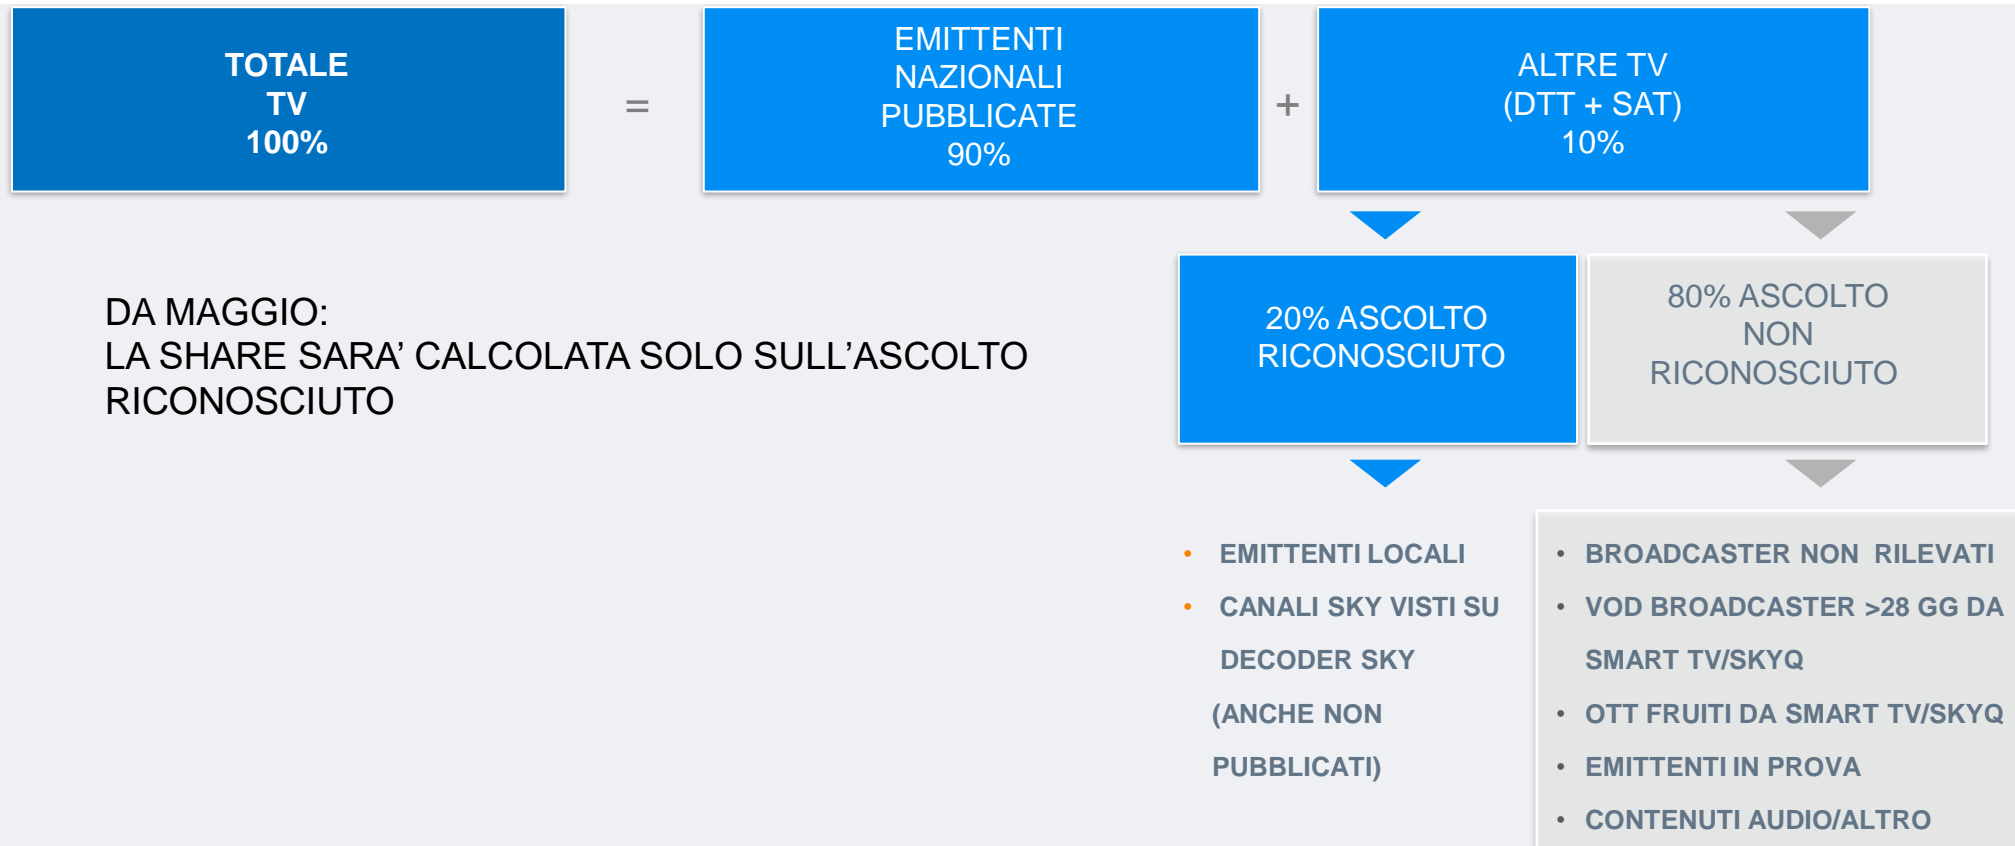 TOTALE
TV
100%
=
EMITTENTI
NAZIONALI
PUBBLICATE
90%
+
ALTRE TV
(DTT + SAT)
10%
DA MAGGIO:
LA SHARE SARA’ CALCOLATA SOLO SULL’ASCOLTO
RICONOSCIUTO
20% ASCOLTO
RICONOSCIUTO
80% ASCOLTO
NON
RICONOSCIUTO
• EMITTENTI LOCALI
• CANALI SKY VISTI SU
DECODER SKY
(ANCHE NON
PUBBLICATI)
• BROADCASTER NON RILEVATI
• VOD BROADCASTER >28 GG DA
SMART TV/SKYQ
• OTT FRUITI DA SMART TV/SKYQ
• EMITTENTI IN PROVA
• CONTENUTI AUDIO/ALTRO